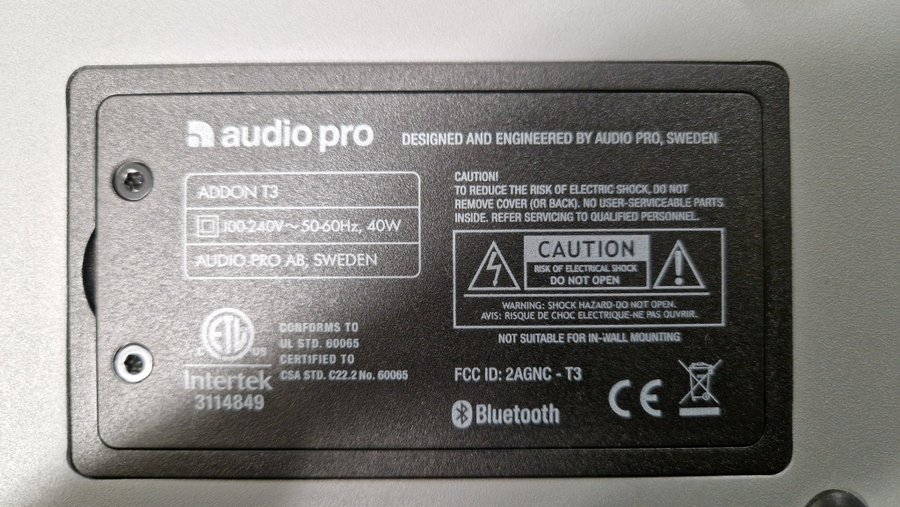 audio pro
DESIGNED AND ENGINEERED BY AUDIO PRO, SWEDEN
ADDON T3
100-240V~ 50-60Hz, 40W
AUDIO PRO AB, SWEDEN
CAUTION!
TO REDUCE THE RISK OF ELECTRIC SHOCK, DO NOT
REMOVE COVER (OR BACK). NO USER-SERVICEABLE PARTS
INSIDE. REFER SERVICING TO QUALIFIED PERSONNEL.
CAUTION
RISK OF ELECTRICAL SHOCK
DO NOT OPEN
WARNING: SHOCK HAZARD-DO NOT OPEN.
AVIS: RISQUE DE CHOC ELECTRIQUE-NE PAS OUVRIR.
NOT SUITABLE FOR IN-WALL MOUNTING
ETL
c us
Intertek
3114849
CONFORMS TO
UL STD. 60065
CERTIFIED TO
CSA STD. C22.2 No. 60065
FCC ID: 2AGNC - T3
Bluetooth
CE